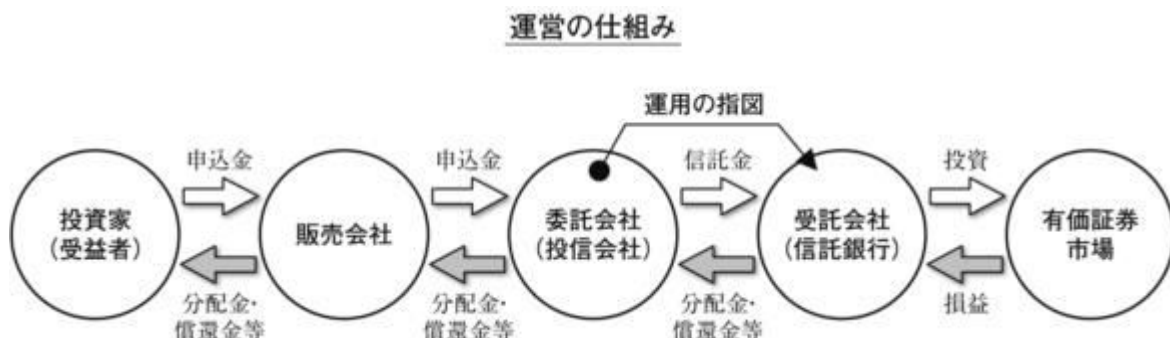 運営の仕組み
運用の指図
申込金
申込金
信託金
投資
投資家
(受益者)
販売会社
委託会社
(投信会社)
受託会社
(信託銀行)
有価証券
市場
分配金・
償還金等
分配金・
償還金等
分配金・
償還金等
損益